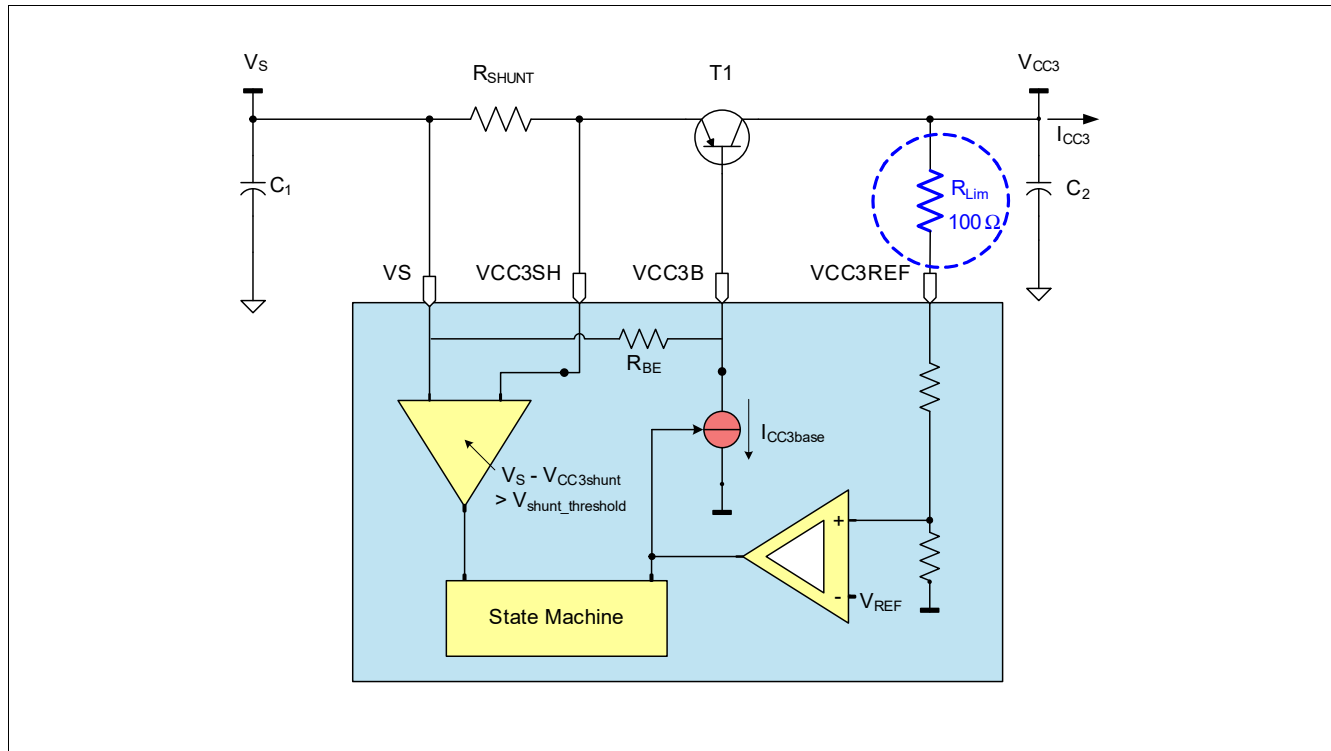 VS
RSHUNT
T1
VCC3
ICC3
C1
RLim
100 Ω
C2
VS
VCC3SH
VCC3B
VCC3REF
RBE
ICC3base
VS - VCC3shunt
> Vshunt_threshold
+
-
VREF
State Machine